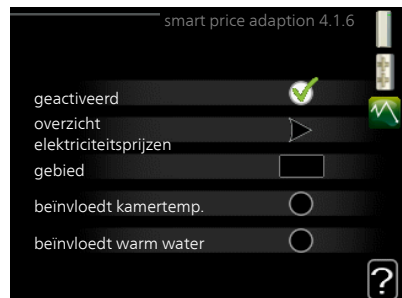 smart price adaption 4.1.6
geactiveerd
overzicht
elektriciteitsprijzen
gebied
beïnvloedt kamertemp.
beïnvloedt warm water
?